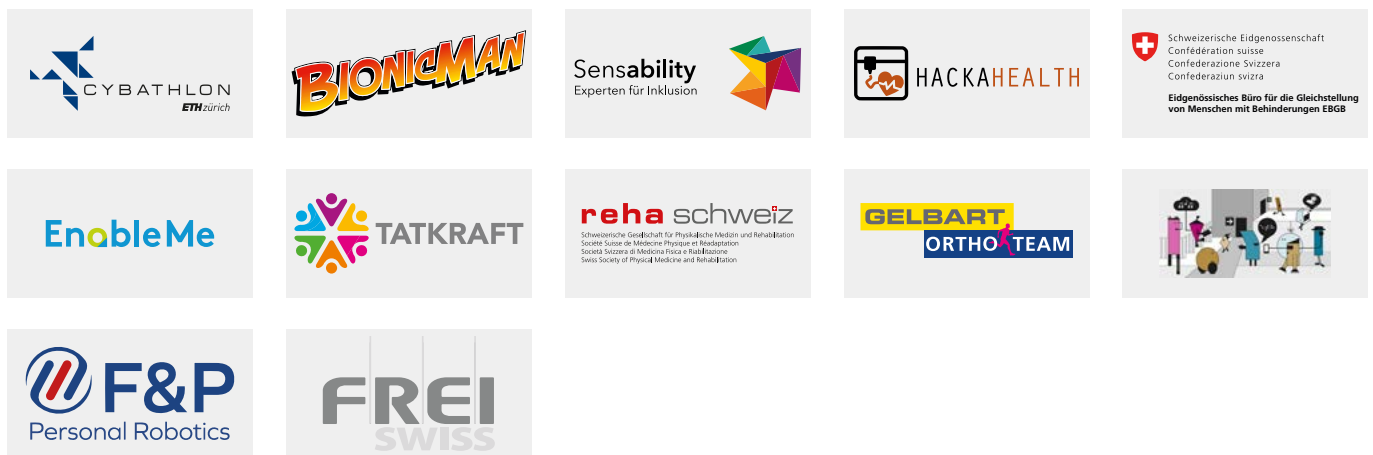 CYBATHLON
ETH zürich
BIONICMAN
Sensability
Experten für Inklusion
HACKAHEALTH
Schweizerische Eidgenossenschaft
Confédération suisse
Confederazione Svizzera
Confederaziun svizra
Eidgenössisches Büro für die Gleichstellung
von Menschen mit Behinderungen EBGB
EnableMe
TATKRAFT
reha schweiz
Schweizerische Gesellschaft für Physikalische Medizin und Rehabilitation
Société Suisse de Médecine Physique et Réadaptation
Società Svizzera di Medicina Fisica e Riabilitazione
Swiss Society of Physical Medicine and Rehabilitation
GELBART
ORTHO TEAM
F&P
Personal Robotics
FREI
SWISS